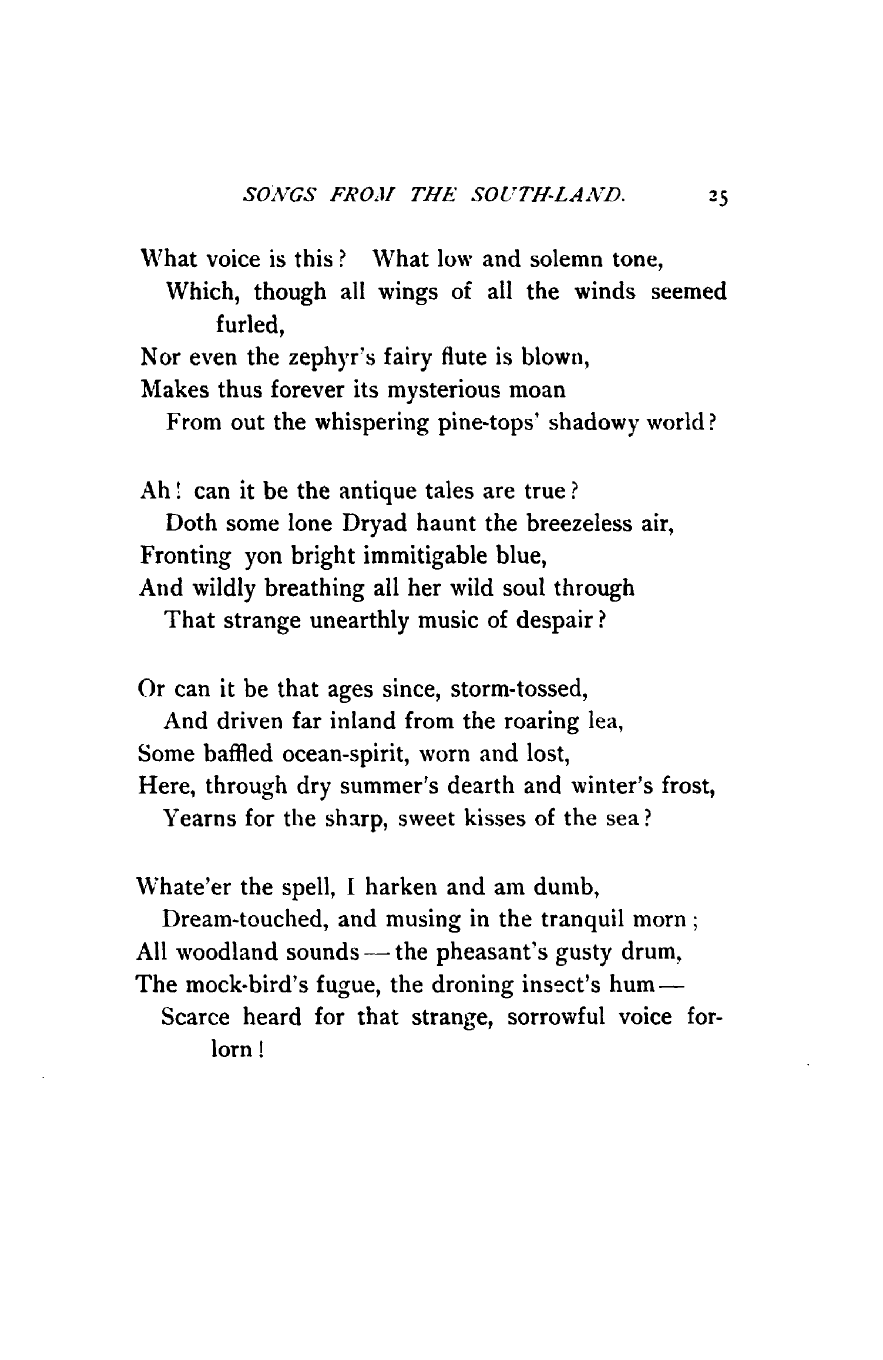 SONGS FROM THE SOUTH-LAND. 25
What voice is this? What low and solemn tone,
Which, though all wings of all the winds seemed
furled,
Nor even the zephyr's fairy flute is blown,
Makes thus forever its mysterious moan
From out the whispering pine-tops' shadowy world?
Ah! can it be the antique tales are true?
Doth some lone Dryad haunt the breezeless air,
Fronting yon bright immitigable blue,
And wildly breathing all her wild soul through
That strange unearthly music of despair?
Or can it be that ages since, storm-tossed,
And driven far inland from the roaring lea,
Some baffled ocean-spirit, worn and lost,
Here, through dry summer's dearth and winter's frost,
Yearns for the sharp, sweet kisses of the sea?
Whate'er the spell, I harken and am dumb,
Dream-touched, and musing in the tranquil morn;
All woodland sounds — the pheasant's gusty drum,
The mock-bird's fugue, the droning insect's hum —
Scarce heard for that strange, sorrowful voice for-
lorn!